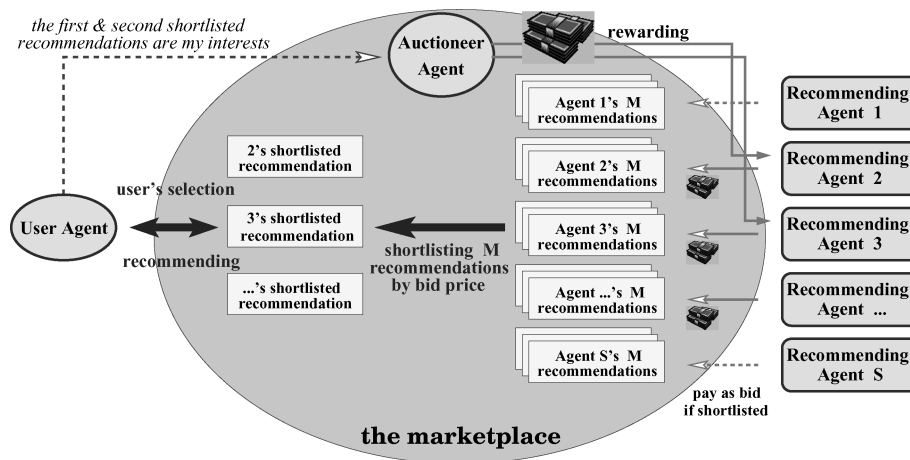 the first & second shortlisted
recommendations are my interests
Auctioneer
Agent
rewarding
Agent 1's M
recommendations
Recommending
Agent 1
2's shortlisted
recommendation
Agent 2's M
recommendations
Recommending
Agent 2
user's selection
User Agent
recommending
3's shortlisted
recommendation
shortlisting M
recommendations
by bid price
Agent 3's M
recommendations
Recommending
Agent 3
...'s shortlisted
recommendation
Agent ...'s M
recommendations
Recommending
Agent ...
Agent S's M
recommendations
Recommending
Agent S
pay as bid
if shortlisted
the marketplace